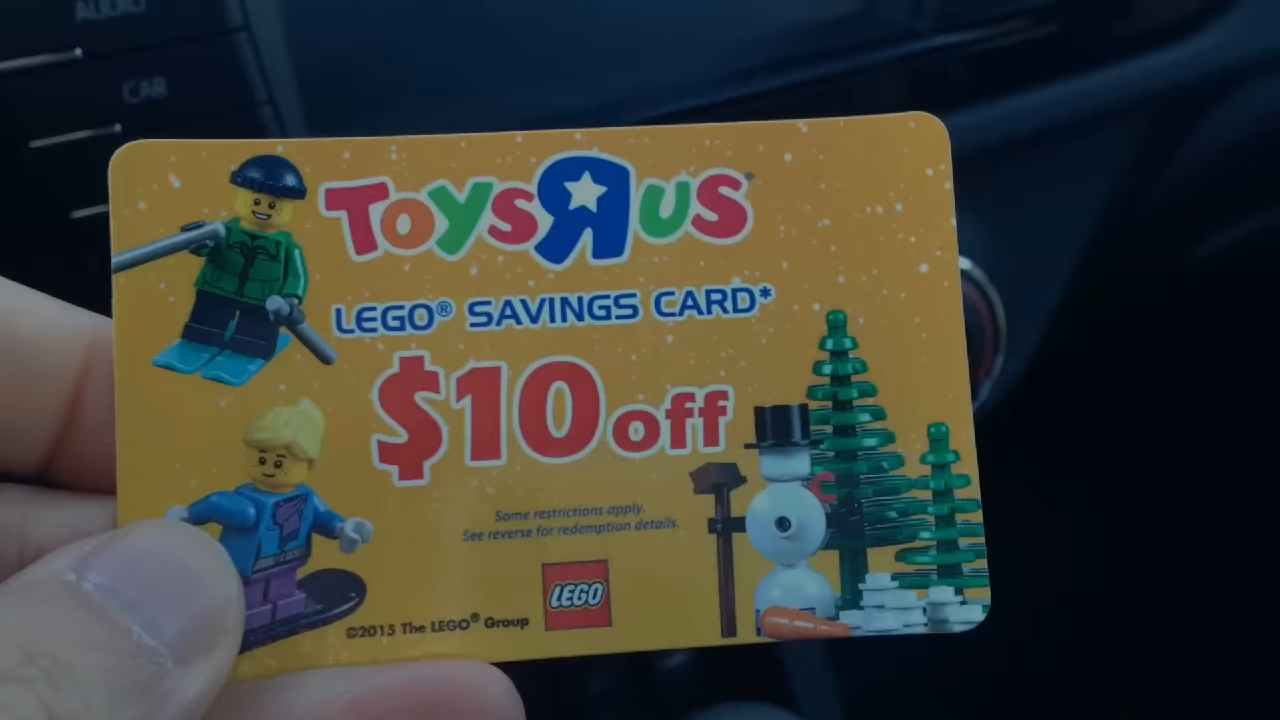 AUDIO
CAR
TOYSRUS
LEGO® SAVINGS CARD*
$10 off
Some restrictions apply.
See reverse for redemption details.
LEGO
©2015 The LEGO® Group